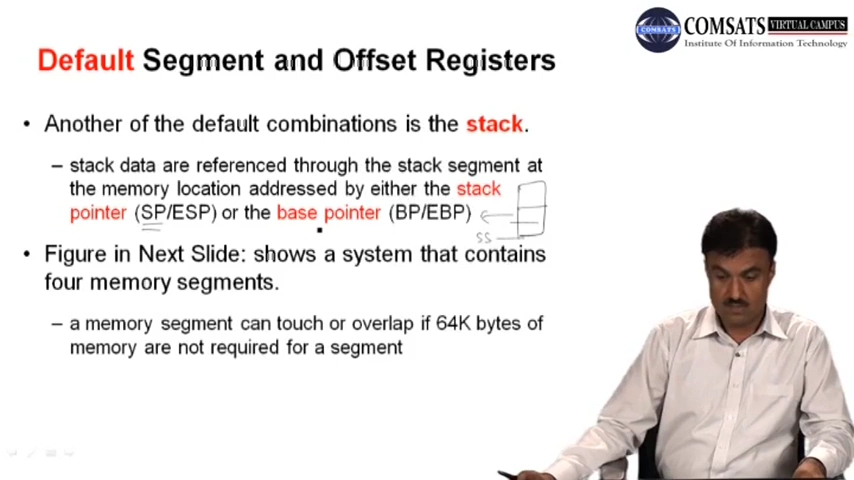 COMSATS VIRTUAL CAMPUS
COMSATS
Institute Of Information Technology
Default Segment and Offset Registers
• Another of the default combinations is the stack.
– stack data are referenced through the stack segment at
the memory location addressed by either the stack
pointer (SP/ESP) or the base pointer (BP/EBP)
SS
• Figure in Next Slide: shows a system that contains
four memory segments.
– a memory segment can touch or overlap if 64K bytes of
memory are not required for a segment